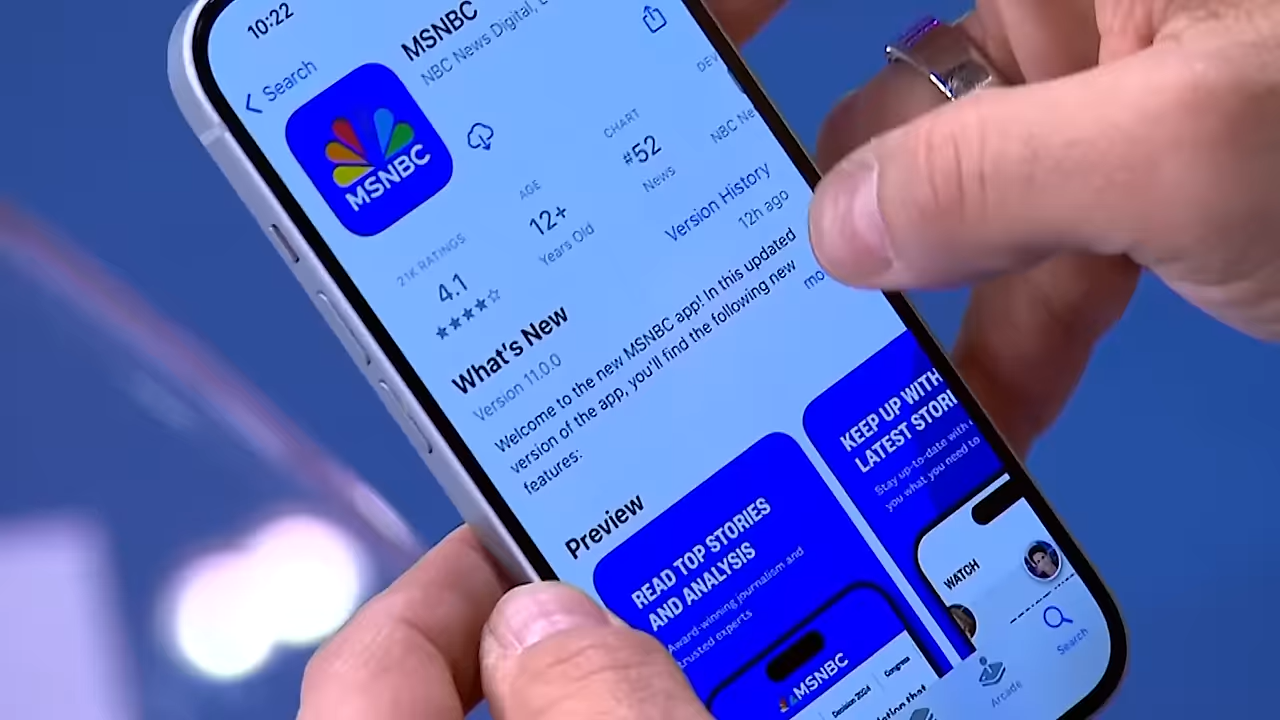 10:22
Search
MSNBC
NBC News Digital,
MSNBC
21K RATINGS
4.1
AGE
12+
Years Old
CHART
#52
News
NBC
What's New
Version History
Version 11.0.0
12h ago
Welcome to the new MSNBC app! In this updated
version of the app, you'll find the following new
features:
Preview
READ TOP STORIES
AND ANALYSIS
Award-winning journalism and
trusted experts
MSNBC
Decision 2024
Congress
KEEP UP WITH
LATEST
Stay up-to-date with
you what you need to
WATCH
Arcade
Search